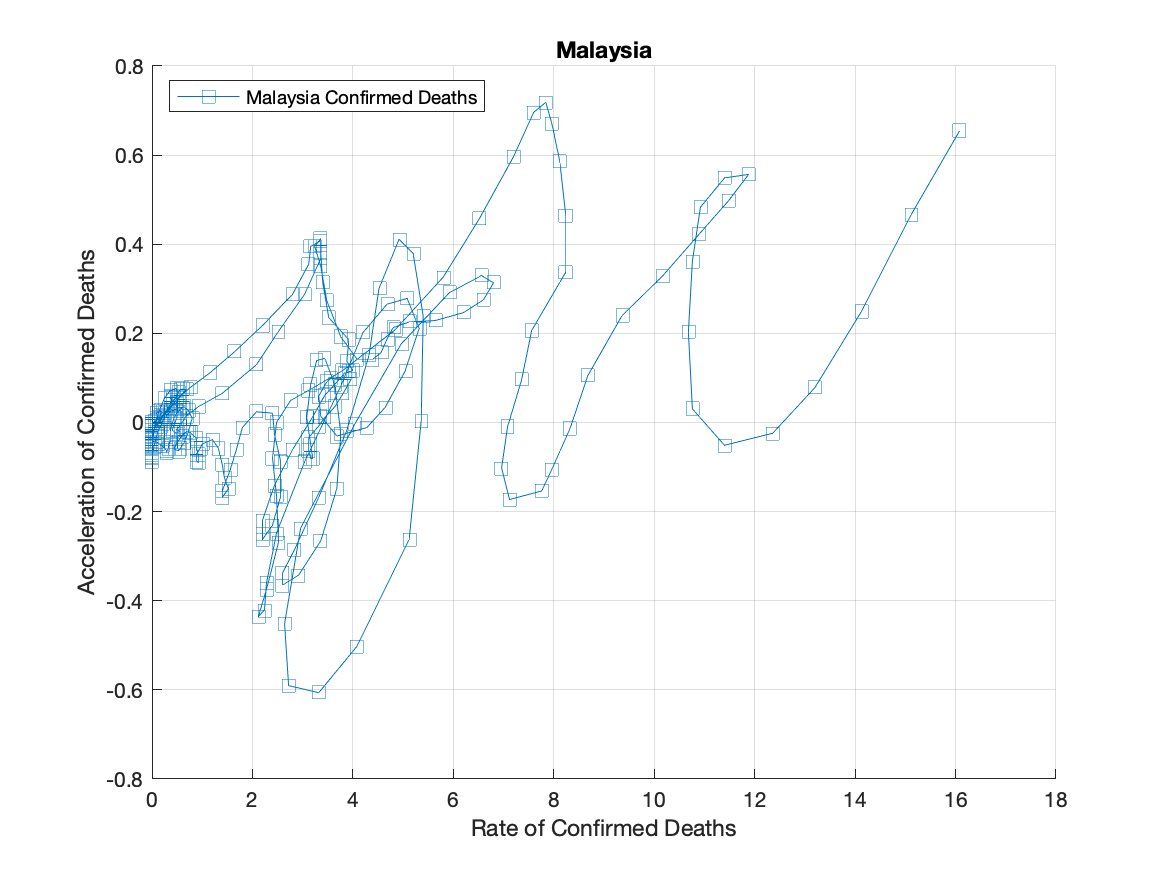 Malaysia
Malaysia Confirmed Deaths
Acceleration of Confirmed Deaths
0.8
0.6
0.4
0.2
0
-0.2
-0.4
-0.6
-0.8
0 2 4 6 8 10 12 14 16 18
Rate of Confirmed Deaths